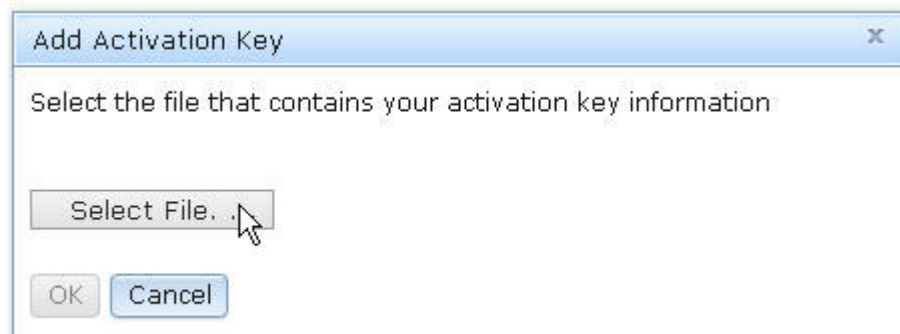 Add Activation Key x
Select the file that contains your activation key information
Select File. .
OK Cancel